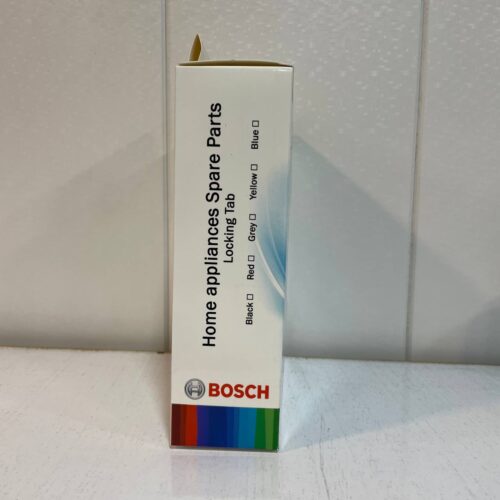 Home appliances Spare Parts
Locking Tab
Black ☐ Red ☐ Grey ☐ Yellow ☐ Blue ☐
BOSCH